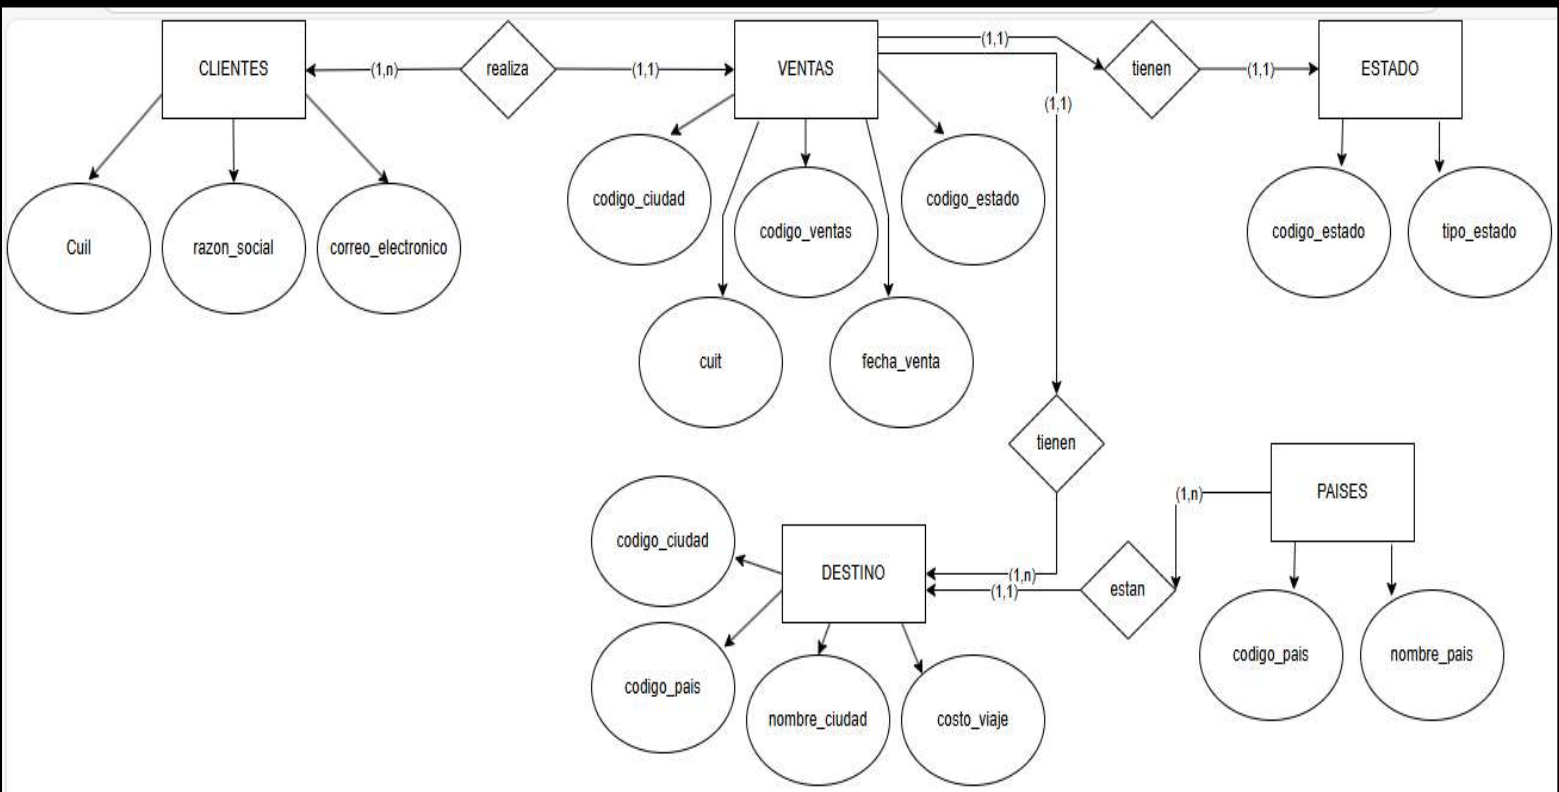 CLIENTES
(1,n)
realiza
(1,1)
VENTAS
(1,1)
tienen
(1,1)
ESTADO
(1,1)
Cuil
razon_social
correo_electronico
codigo_ciudad
codigo_ventas
codigo_estado
cuit
fecha_venta
codigo_estado
tipo_estado
tienen
PAISES
(1,n)
codigo_ciudad
DESTINO
(1,n)
(1,1)
estan
codigo_pais
nombre_ciudad
costo_viaje
codigo_pais
nombre_pais